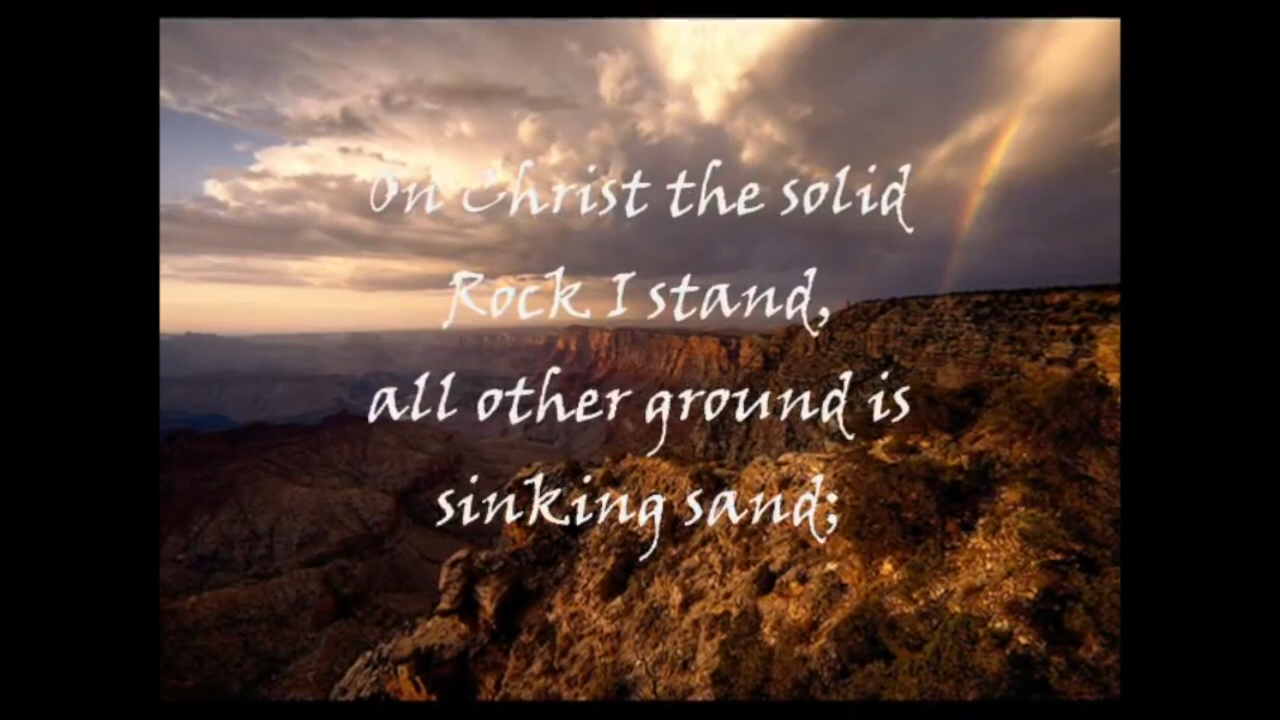 On Christ the solid
Rock I stand,
all other ground is
sinking sand;